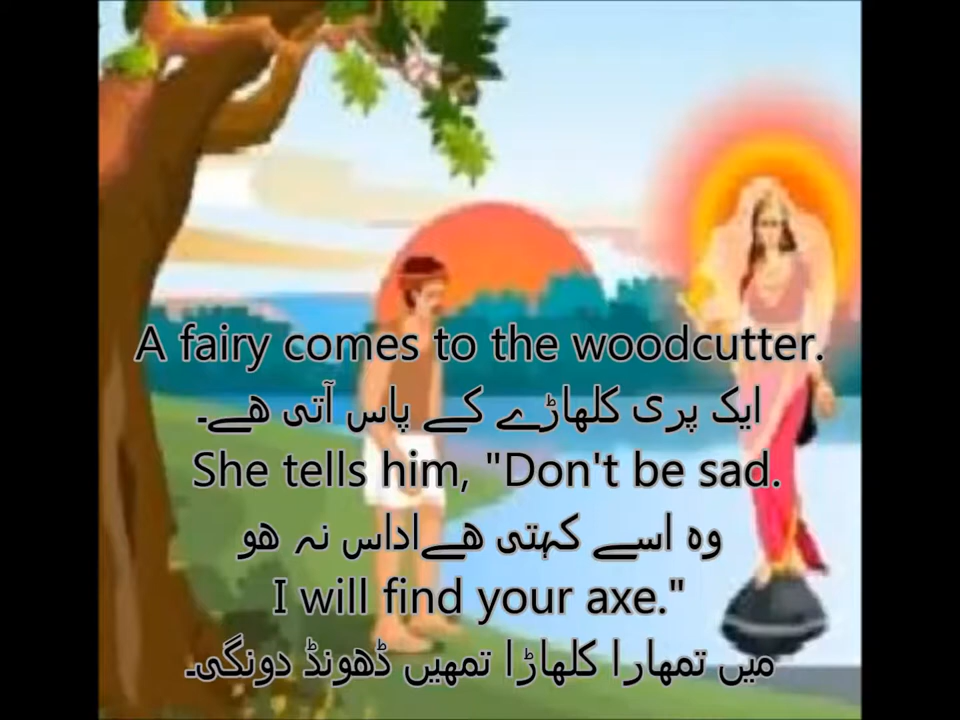 A fairy comes to the woodcutter.
ایک پری کلھاڑے کے پاس آتی ھے۔
She tells him, "Don't be sad.
وہ اسے کہتی ھےاداس نہ ھو
I will find your axe."
میں تمھارا کلھاڑا تمھیں ڈھونڈ دونگی۔